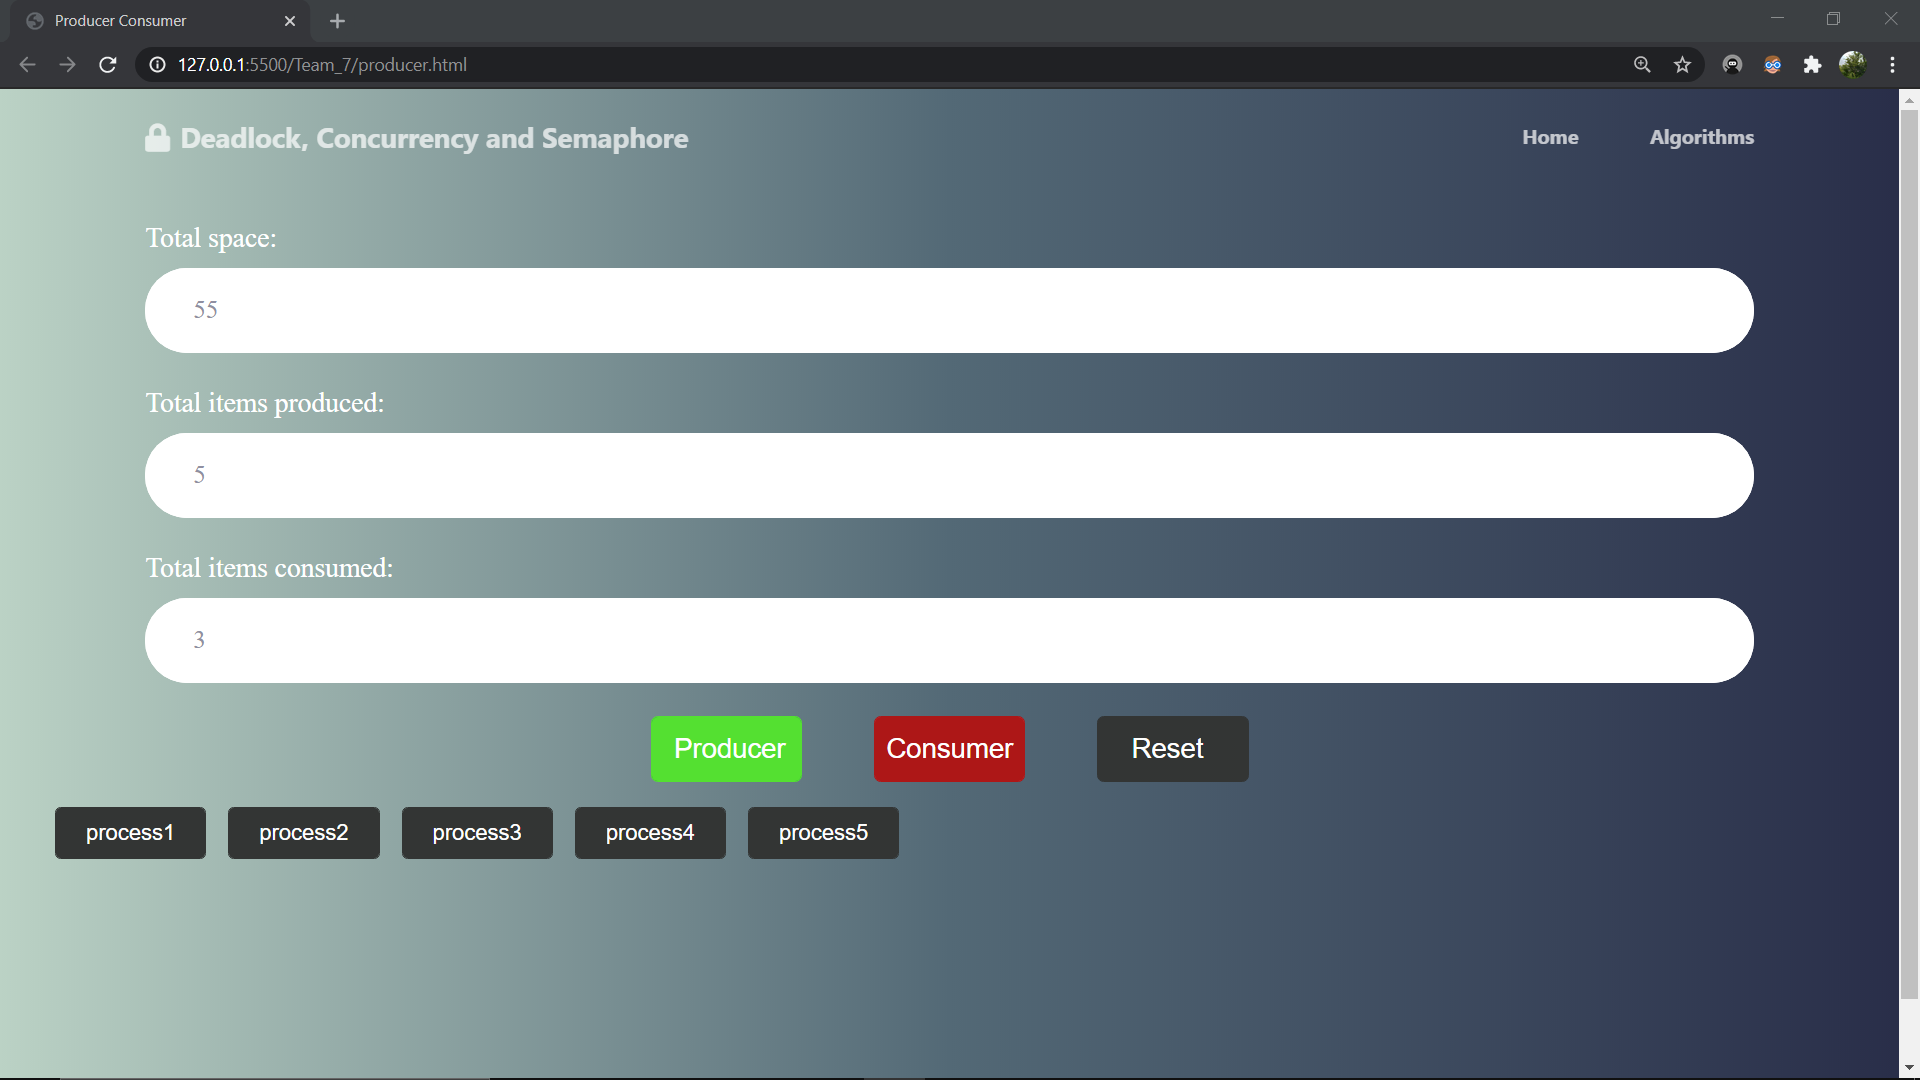 Producer Consumer
127.0.0.1:5500/Team_7/producer.html
Deadlock, Concurrency and Semaphore
Home Algorithms
Total space:
55
Total items produced:
5
Total items consumed:
3
Producer Consumer Reset
process1 process2 process3 process4 process5